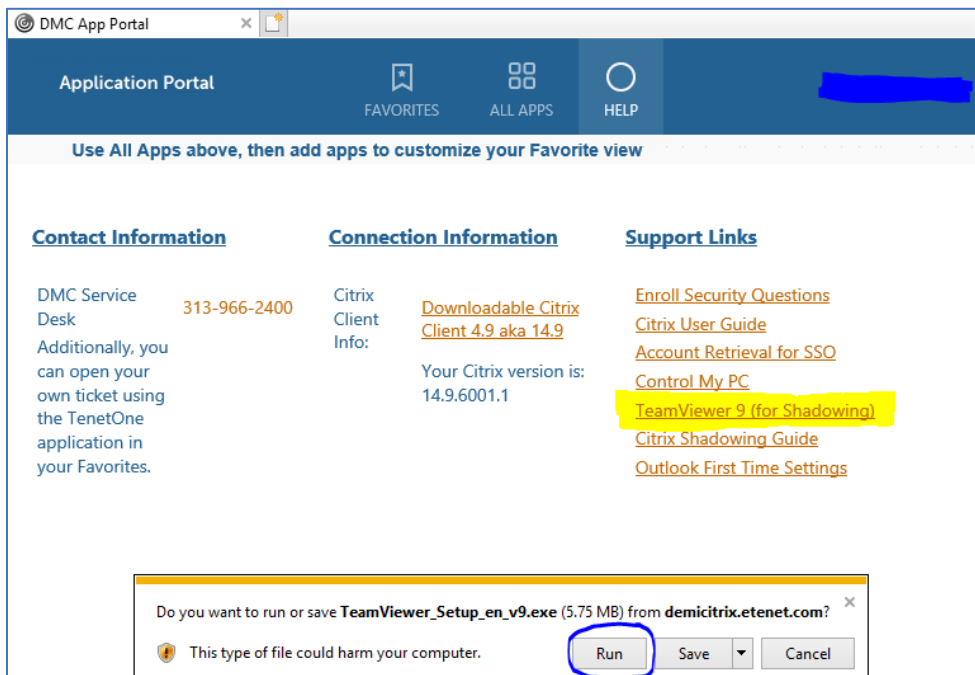 DMC App Portal
Application Portal
FAVORITES
ALL APPS
HELP
Use All Apps above, then add apps to customize your Favorite view
Contact Information
DMC Service
Desk
313-966-2400
Additionally, you
can open your
own ticket using
the TenetOne
application in
your Favorites.
Connection Information
Citrix
Client
Info:
Downloadable Citrix
Client 4.9 aka 14.9
Your Citrix version is:
14.9.6001.1
Support Links
Enroll Security Questions
Citrix User Guide
Account Retrieval for SSO
Control My PC
TeamViewer 9 (for Shadowing)
Citrix Shadowing Guide
Outlook First Time Settings
Do you want to run or save TeamViewer_Setup_en_v9.exe (5.75 MB) from demicitrix.etenet.com?
This type of file could harm your computer.
Run
Save
Cancel